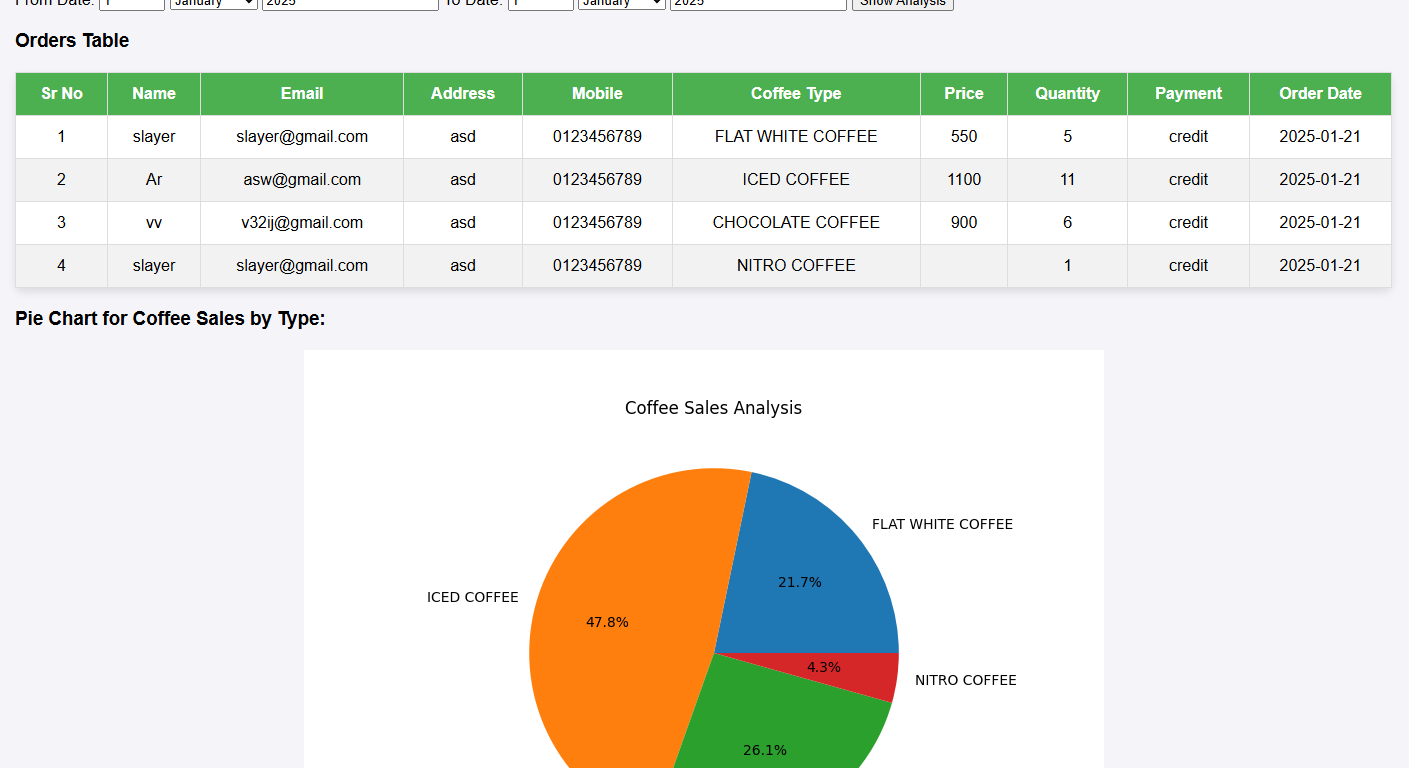 From Date: 1 January 2025 To Date: 1 January 2025 Show Analysis
Orders Table
Sr No Name Email Address Mobile Coffee Type Price Quantity Payment Order Date
1 slayer slayer@gmail.com asd 0123456789 FLAT WHITE COFFEE 550 5 credit 2025-01-21
2 Ar asw@gmail.com asd 0123456789 ICED COFFEE 1100 11 credit 2025-01-21
3 vv v32ij@gmail.com asd 0123456789 CHOCOLATE COFFEE 900 6 credit 2025-01-21
4 slayer slayer@gmail.com asd 0123456789 NITRO COFFEE 1 credit 2025-01-21
Pie Chart for Coffee Sales by Type:
Coffee Sales Analysis
FLAT WHITE COFFEE
21.7%
ICED COFFEE
47.8%
4.3%
NITRO COFFEE
26.1%